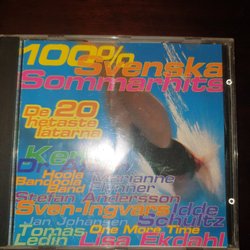 100%
Svenska
Sommarhits
De 20
hetaste
låtarna
Hoola
Bandoola
Band
Marianne
Flynner
Stefan Andersson
Sven-Ingvars
Idde
Schultz
Jan Johansen
Tomas
Ledin
One More Time
Lisa Ekdahl